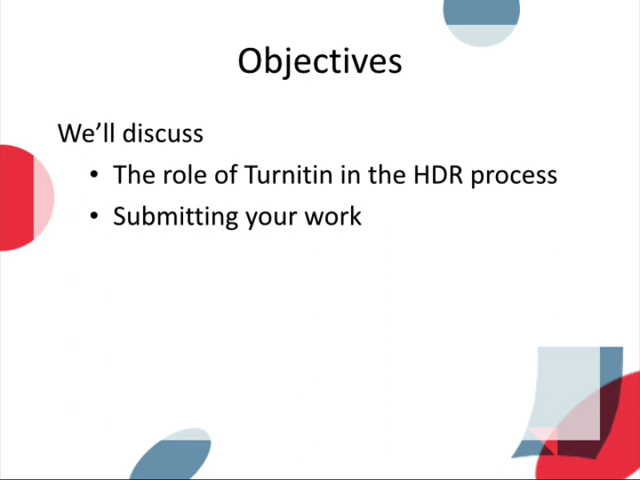 Objectives
We'll discuss
• The role of Turnitin in the HDR process
• Submitting your work